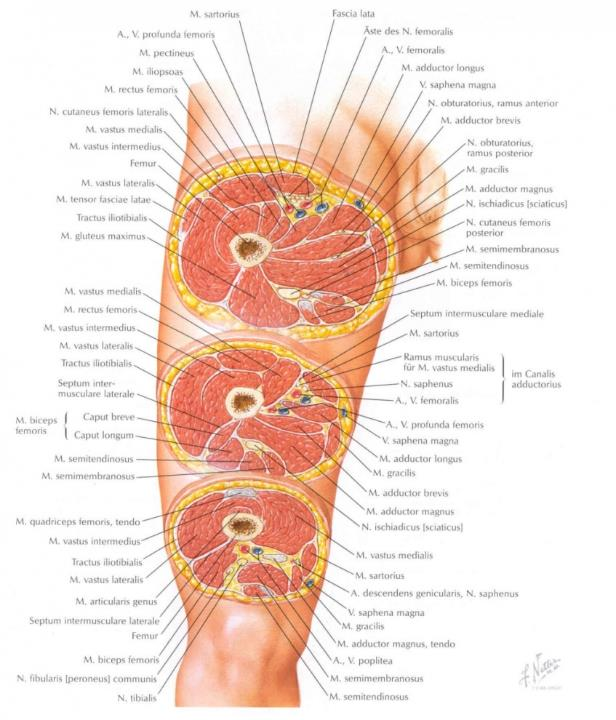 M. sartorius
A., V. profunda femoris
M. pectineus
M. iliopsoas
M. rectus femoris
N. cutaneus femoris lateralis
M. vastus medialis
M. vastus intermedius
Femur
M. vastus lateralis
M. tensor fasciae latae
Tractus iliotibialis
M. gluteus maximus
Fascia lata
Äste des N. femoralis
A., V. femoralis
M. adductor longus
V. saphena magna
N. obturatorius, ramus anterior
M. adductor brevis
N. obturatorius,
ramus posterior
M. gracilis
M. adductor magnus
N. ischiadicus [sciaticus]
N. cutaneus femoris
posterior
M. semimembranosus
M. semitendinosus
M. biceps femoris
M. vastus medialis
M. rectus femoris
M. vastus intermedius
M. vastus lateralis
Tractus iliotibialis
Septum inter-
musculare laterale
M. biceps
femoris
Caput breve
Caput longum
M. semitendinosus
M. semimembranosus
Septum intermusculare mediale
M. sartorius
Ramus muscularis
für M. vastus medialis
N. saphenus
A., V. femoralis
im Canalis
adductorius
A., V. profunda femoris
V. saphena magna
M. adductor longus
M. gracilis
M. adductor brevis
M. adductor magnus
N. ischiadicus [sciaticus]
M. quadriceps femoris, tendo
M. vastus intermedius
Tractus iliotibialis
M. vastus lateralis
M. articularis genus
Septum intermusculare laterale
Femur
M. biceps femoris
N. fibularis [peroneus] communis
N. tibialis
M. vastus medialis
M. sartorius
A. descendens genicularis, N. saphenus
V. saphena magna
M. gracilis
M. adductor magnus, tendo
A., V. poplitea
M. semimembranosus
M. semitendinosus
F. Netter